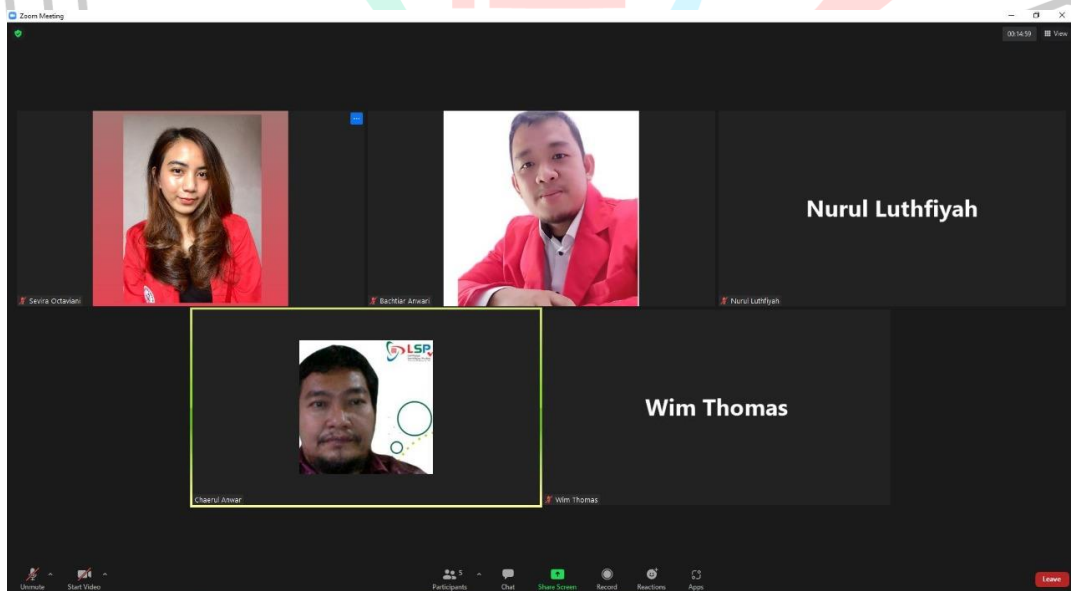 Zoom Meeting
00:14:59 View
Sevira Octaviani
Bachtiar Anwari
Nurul Luthfiyah
Nurul Luthfiyah
LSP
Chaerul Anwar
Wim Thomas
Wim Thomas
Unmute
Start Video
5
Participants
Chat
Share Screen
Record
Reactions
Apps
Leave